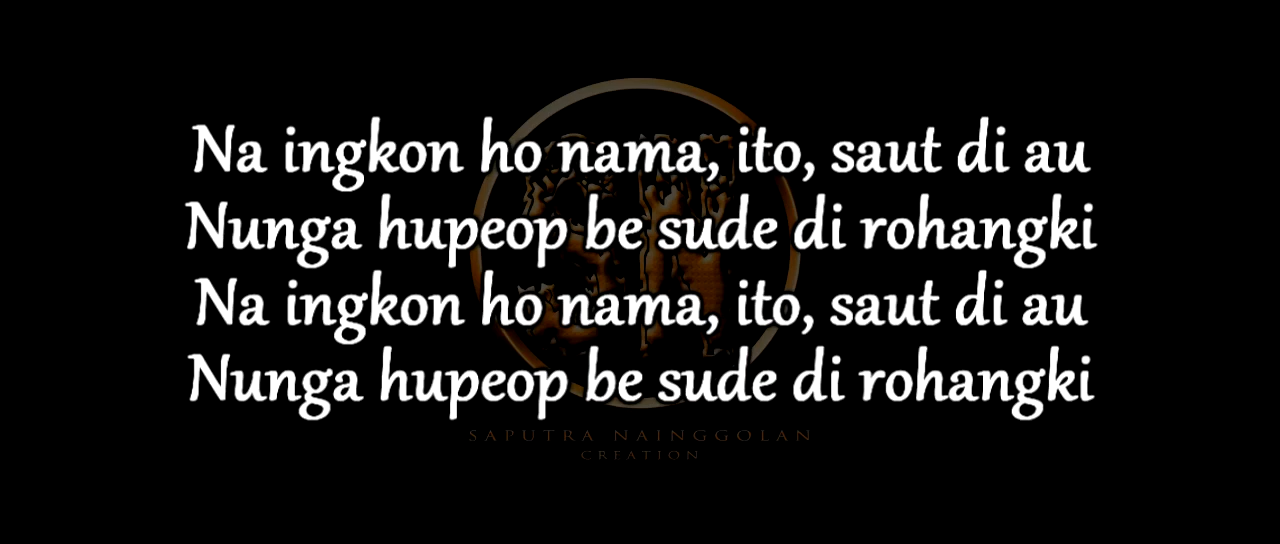 Na ingkon ho nama, ito, saut di au
Nunga hupeop be sude di rohangki
Na ingkon ho nama, ito, saut di au
Nunga hupeop be sude di rohangki
SAPUTRA NAINGGOLAN
CREATION